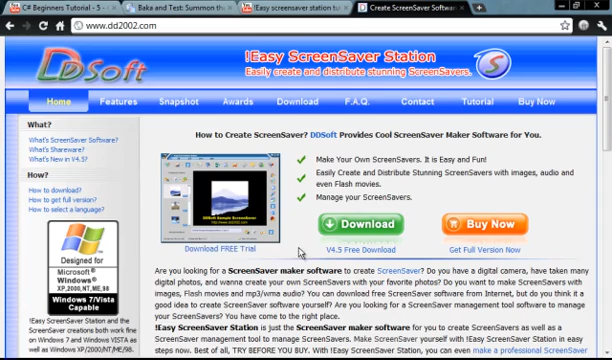 C# Beginners Tutorial - 5
Baka and Test: Summon the
!Easy screensaver station tu
Create ScreenSaver Softwar
www.dd2002.com
DDSoft
!Easy ScreenSaver Station
Easily create and distribute stunning ScreenSavers.
S
Home Features Snapshot Awards Download F.A.Q. Contact Tutorial Buy Now
What?
What's ScreenSaver Software?
What's Shareware?
What's New in V4.5?
How?
How to download?
How to get full version?
How to select a language?
Designed for
Microsoft
Windows
XP,2000,NT,ME,98
Windows 7/Vista
Capable
!Easy ScreenSaver Station and
the ScreenSaver creations both work fine
on Windows 7 and Windows VISTA as
well as Windows XP/2000/NT/ME/98.
How to Create ScreenSaver? DDSoft Provides Cool ScreenSaver Maker Software for You.
DDSoft Sample ScreenSaver
Download FREE Trial
Make Your Own ScreenSavers. It is Easy and Fun!
Easily Create and Distribute Stunning ScreenSavers with images, audio and
even Flash movies.
Manage your ScreenSavers.
Download
V4.5 Free Download
Buy Now
Get Full Version Now
Are you looking for a ScreenSaver maker software to create ScreenSaver? Do you have a digital camera, have taken
many digital photos, and wanna create your own ScreenSavers with your favorite photos? Do you want to make ScreenSavers with
images, Flash movies and mp3/wma audio? You can download free ScreenSaver software from Internet, but do you think it a
good idea to create ScreenSaver software yourself? Are you looking for a ScreenSaver management tool to manage your
ScreenSavers? You have come to the right place.
!Easy ScreenSaver Station is just the ScreenSaver maker software for you to create ScreenSavers as well as a
ScreenSaver management tool to manage ScreenSavers. Make ScreenSaver yourself with !Easy ScreenSaver Station in easy
steps now. Best of all, TRY BEFORE YOU BUY. With !Easy ScreenSaver Station, you can even make a professional ScreenSaver